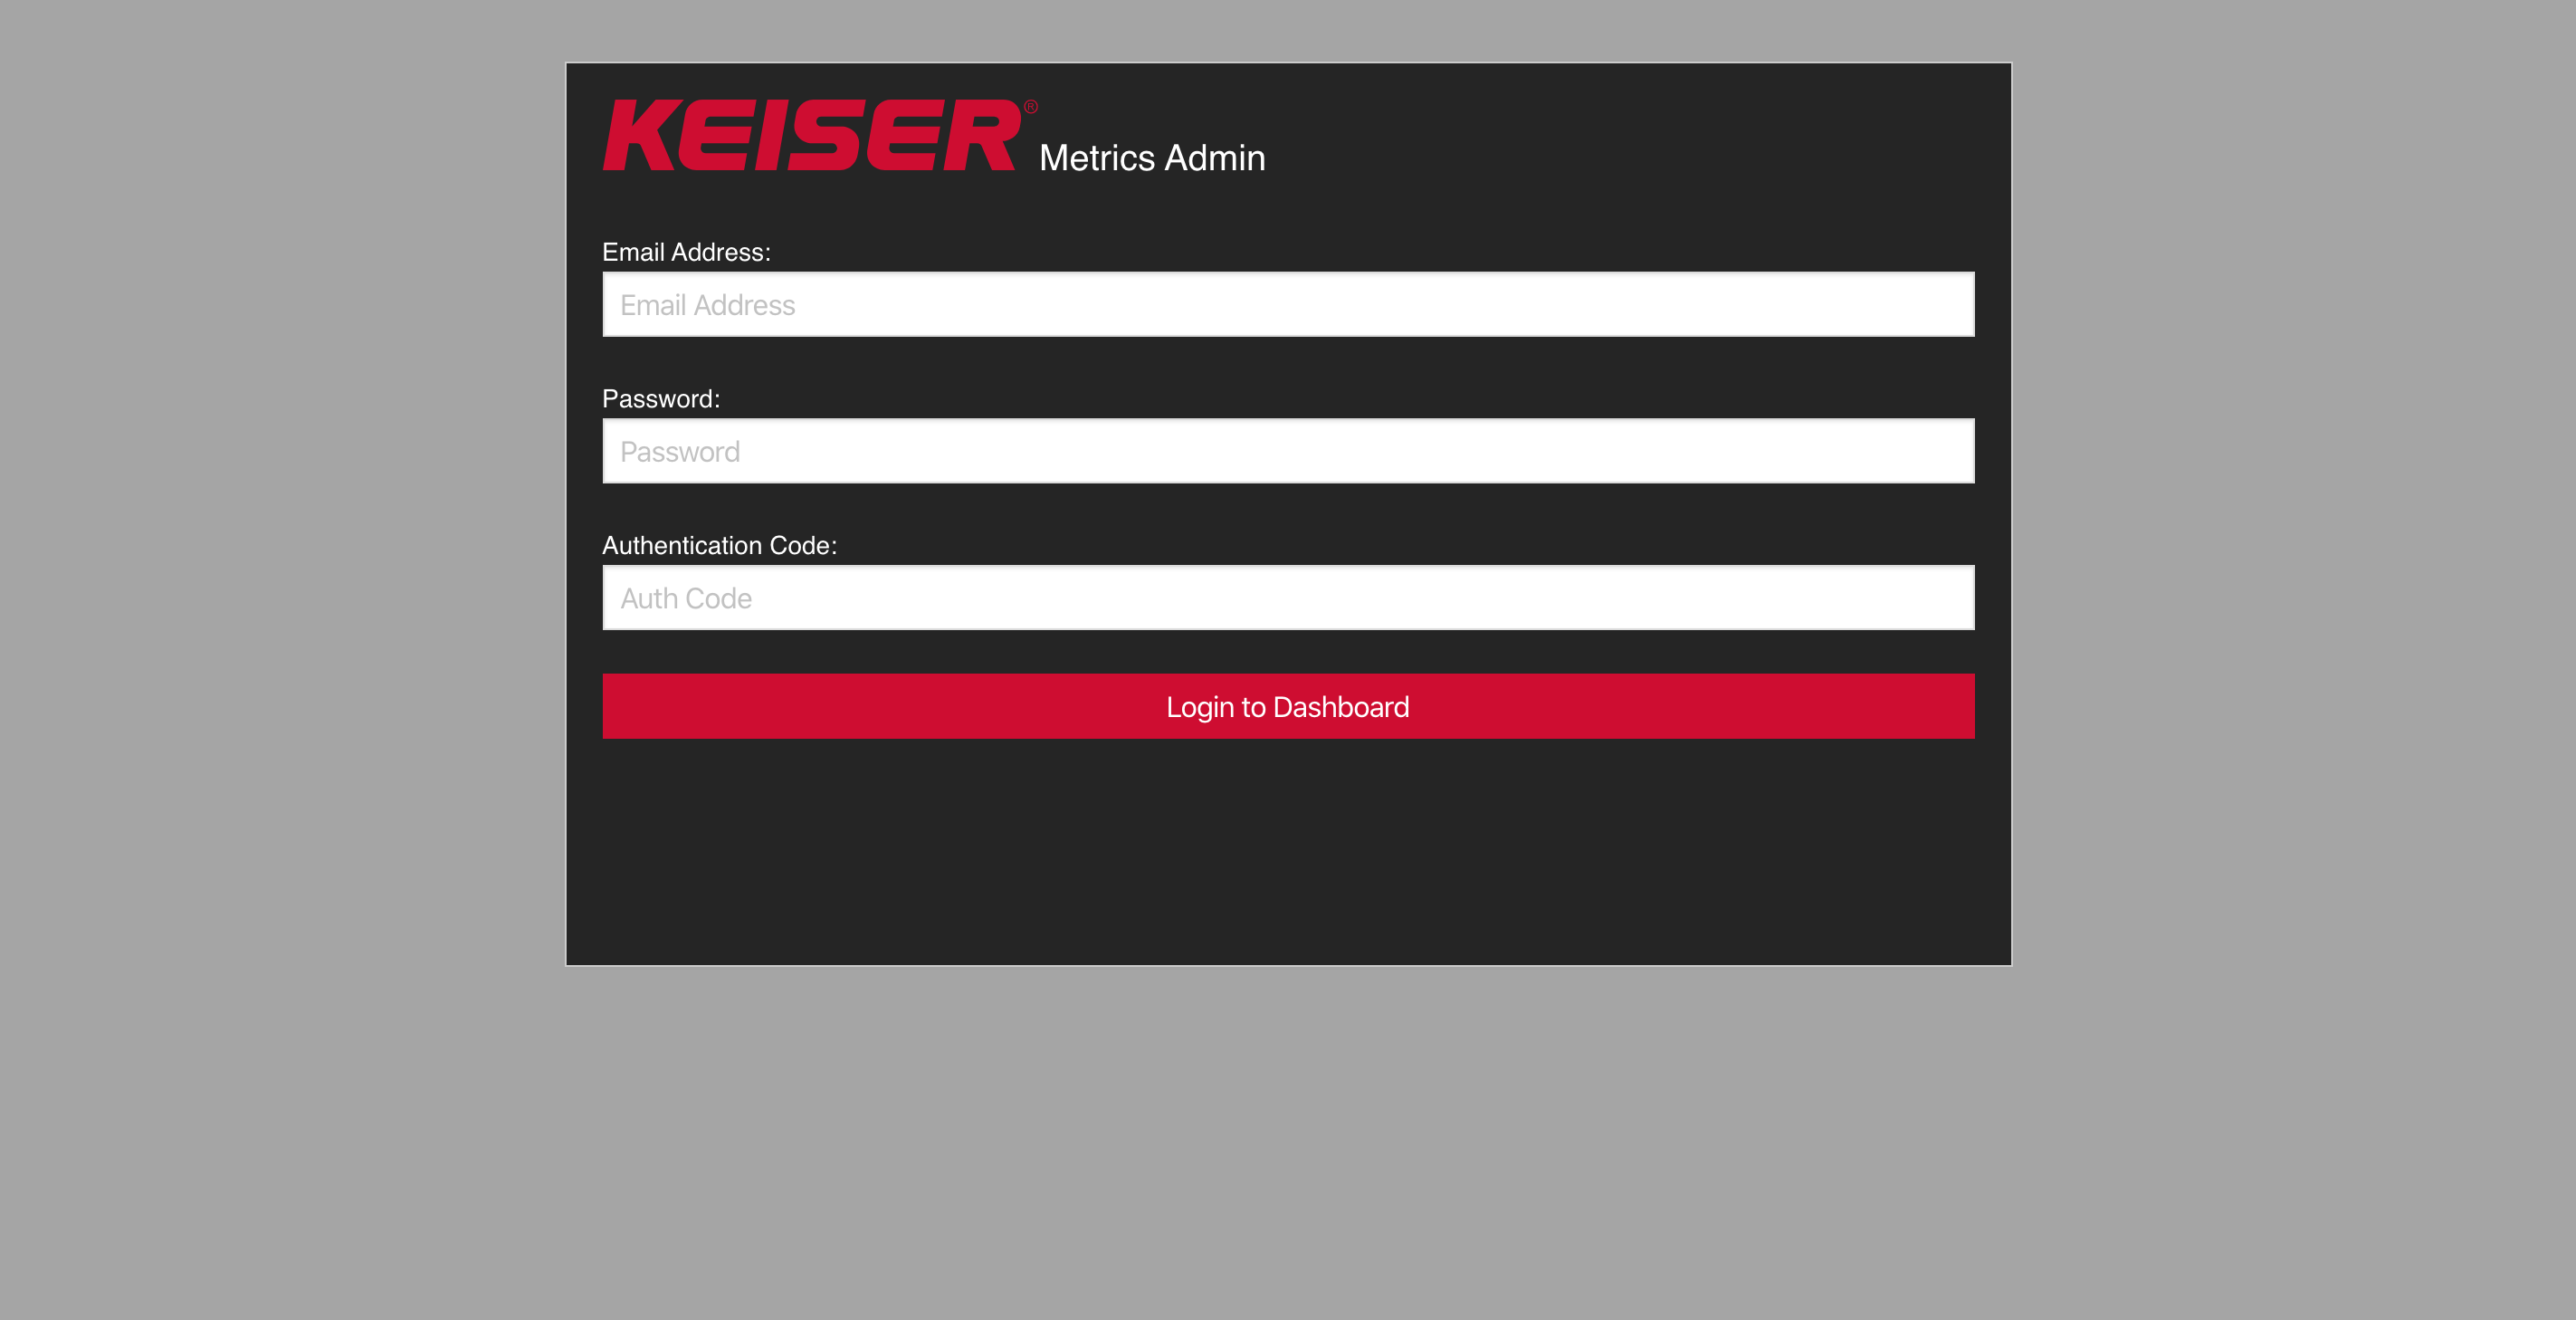 KEISER® Metrics Admin
Email Address:
Email Address
Password:
Password
Authentication Code:
Auth Code
Login to Dashboard